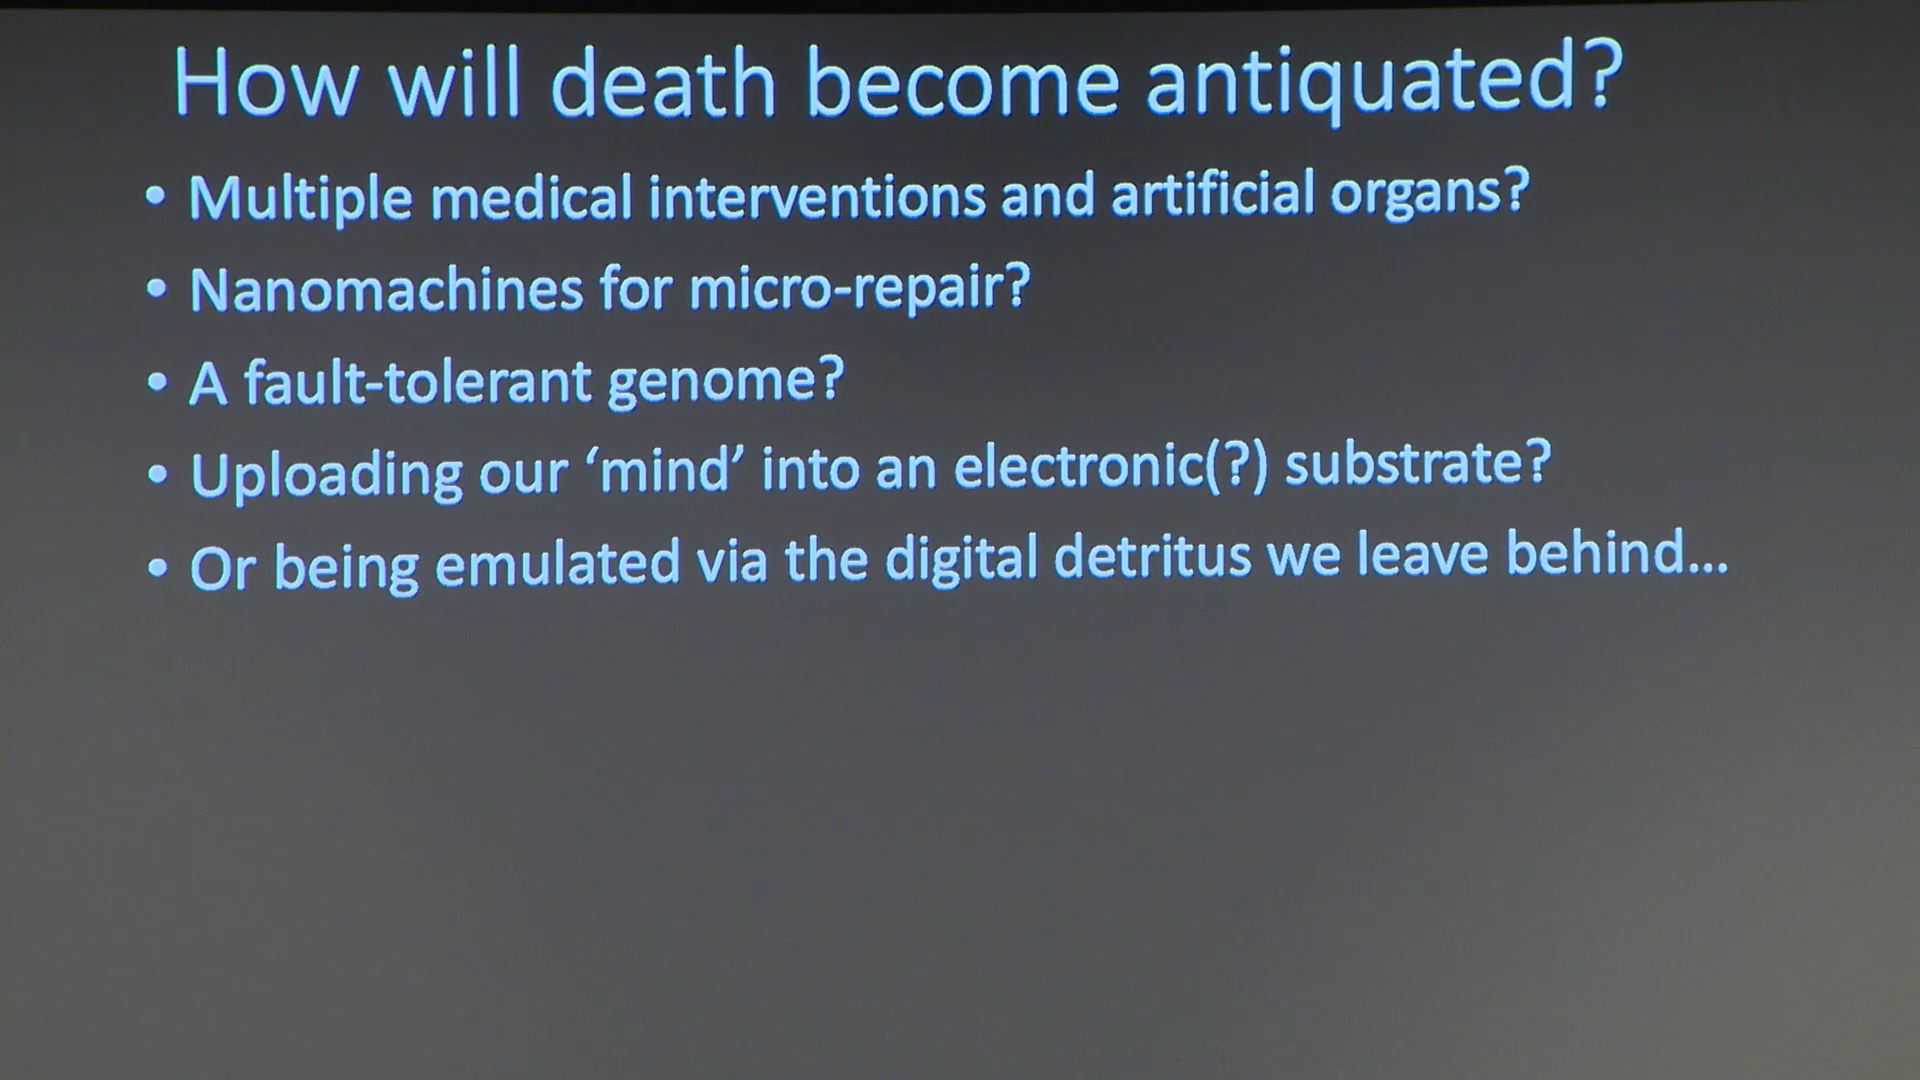 How will death become antiquated?
• Multiple medical interventions and artificial organs?
• Nanomachines for micro-repair?
• A fault-tolerant genome?
• Uploading our ‘mind’ into an electronic(?) substrate?
• Or being emulated via the digital detritus we leave behind...